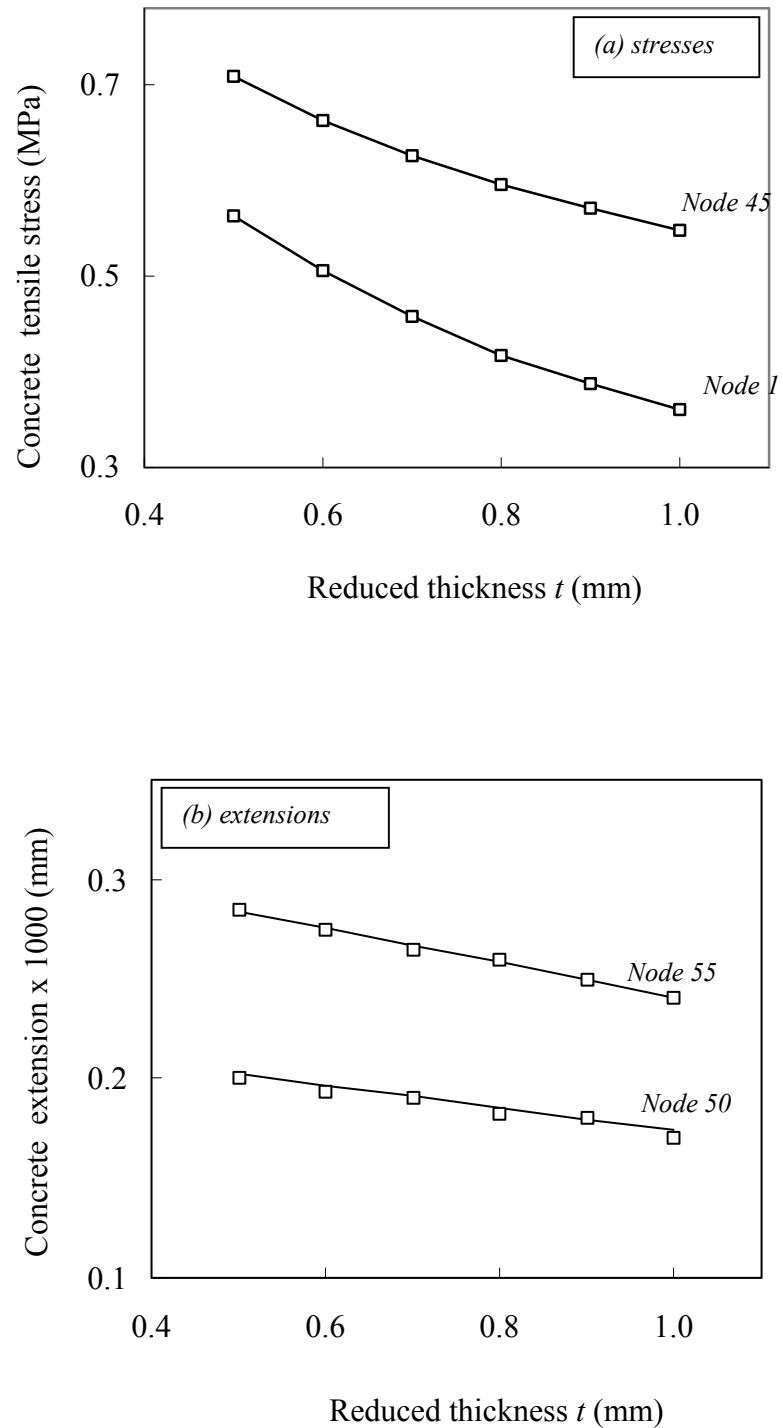 (a) stresses
Concrete tensile stress (MPa)
0.7
0.5
0.3
Node 45
Node 1
0.4 0.6 0.8 1.0
Reduced thickness t (mm)
(b) extensions
Concrete extension x 1000 (mm)
0.3
0.2
0.1
Node 55
Node 50
0.4 0.6 0.8 1.0
Reduced thickness t (mm)